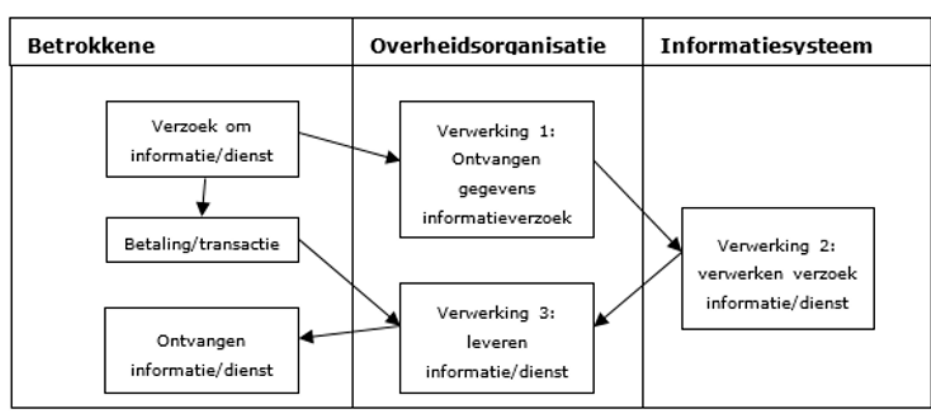 Betrokkene
Overheidsorganisatie
Informatiesysteem
Verzoek om
informatie/dienst
Betaling/transactie
Ontvangen
informatie/dienst
Verwerking 1:
Ontvangen
gegevens
informatieverzoek
Verwerking 3:
leveren
informatie/dienst
Verwerking 2:
verwerken verzoek
informatie/dienst